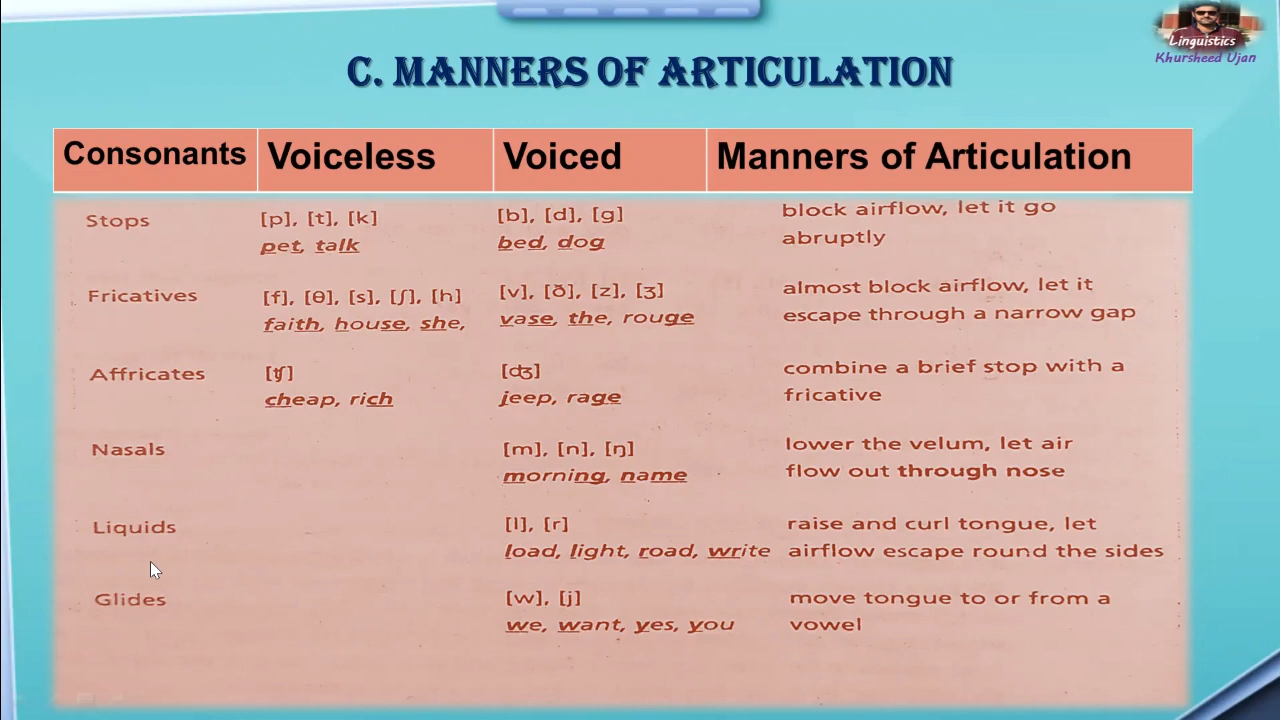 Linguistics
Khursheed Ujan
C. MANNERS OF ARTICULATION
Consonants Voiceless Voiced Manners of Articulation
Stops [p], [t], [k] [b], [d], [g] block airflow, let it go
pet, talk bed, dog abruptly
Fricatives [f], [θ], [s], [ʃ], [h] [v], [ð], [z], [ʒ] almost block airflow, let it
faith, house, she, vase, the, rouge escape through a narrow gap
Affricates [ʧ] [ʤ] combine a brief stop with a
cheap, rich jeep, rage fricative
Nasals [m], [n], [ŋ] lower the velum, let air
morning, name flow out through nose
Liquids [l], [r] raise and curl tongue, let
load, light, road, write airflow escape round the sides
Glides [w], [j] move tongue to or from a
we, want, yes, you vowel